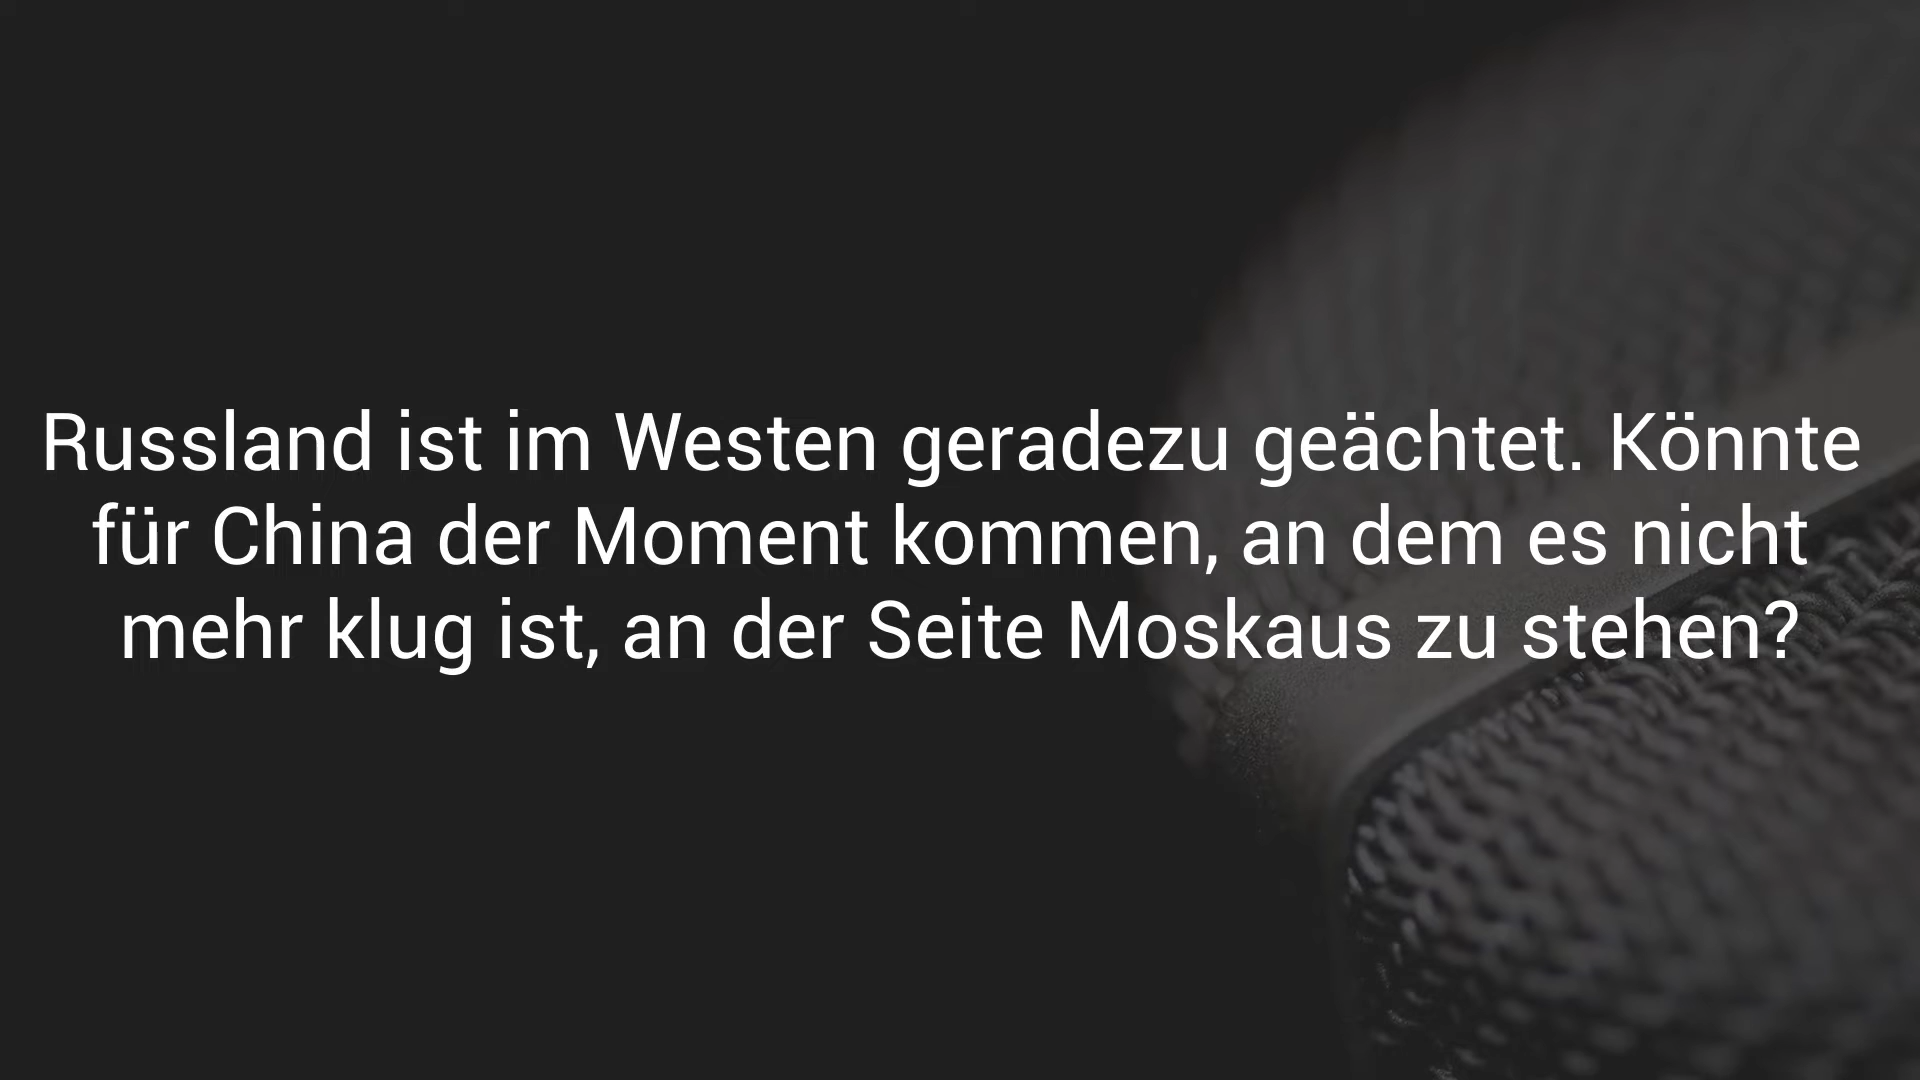 Russland ist im Westen geradezu geächtet. Könnte
für China der Moment kommen, an dem es nicht
mehr klug ist, an der Seite Moskaus zu stehen?